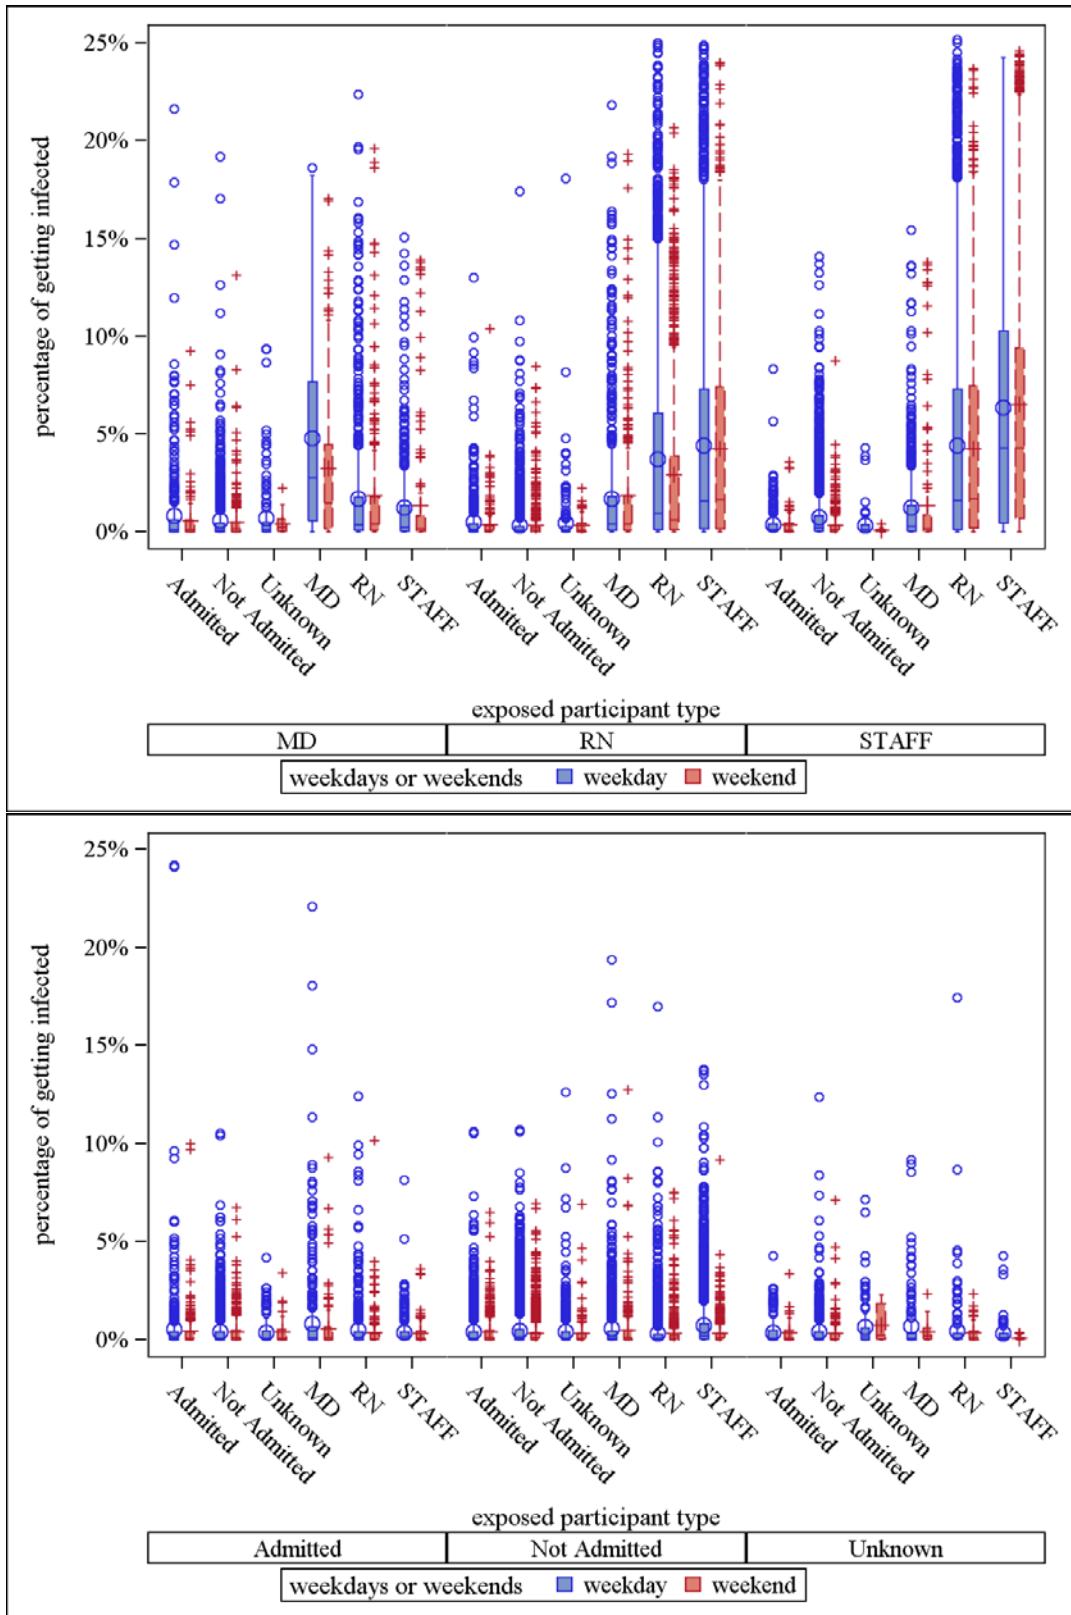 percentage of getting infected
25%
20%
15%
10%
5%
0%
Admitted
Not Admitted
Unknown
MD
RN
STAFF
Admitted
Not Admitted
Unknown
MD
RN
STAFF
Admitted
Not Admitted
Unknown
MD
RN
STAFF
exposed participant type
MD RN STAFF
weekdays or weekends weekday weekend
percentage of getting infected
25%
20%
15%
10%
5%
0%
Admitted
Not Admitted
Unknown
MD
RN
STAFF
Admitted
Not Admitted
Unknown
MD
RN
STAFF
Admitted
Not Admitted
Unknown
MD
RN
STAFF
exposed participant type
Admitted Not Admitted Unknown
weekdays or weekends weekday weekend